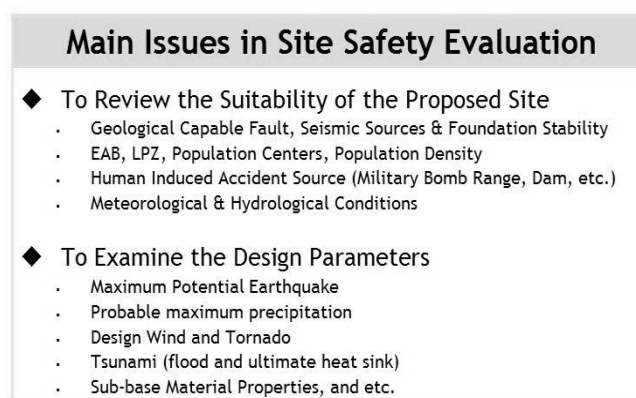 Main Issues in Site Safety Evaluation
◆ To Review the Suitability of the Proposed Site
• Geological Capable Fault, Seismic Sources & Foundation Stability
• EAB, LPZ, Population Centers, Population Density
• Human Induced Accident Source (Military Bomb Range, Dam, etc.)
• Meteorological & Hydrological Conditions
◆ To Examine the Design Parameters
• Maximum Potential Earthquake
• Probable maximum precipitation
• Design Wind and Tornado
• Tsunami (flood and ultimate heat sink)
• Sub-base Material Properties, and etc.